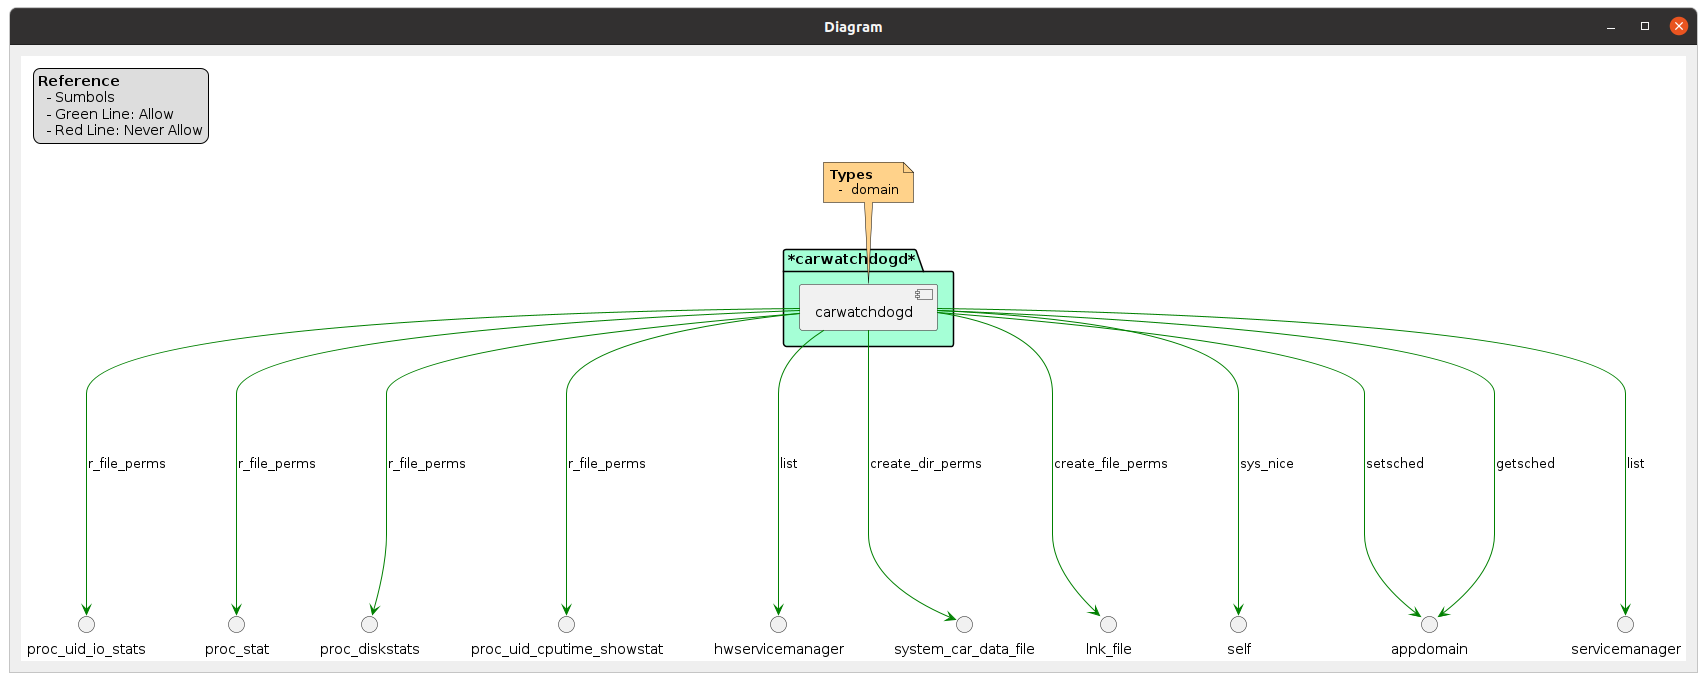 Diagram
Reference
- Sumbols
- Green Line: Allow
- Red Line: Never Allow
Types
- domain
*carwatchdogd*
carwatchdogd
r_file_perms
r_file_perms
r_file_perms
r_file_perms
list
create_dir_perms
create_file_perms
sys_nice
setsched
getsched
list
proc_uid_io_stats
proc_stat
proc_diskstats
proc_uid_cputime_showstat
hwservicemanager
system_car_data_file
lnk_file
self
appdomain
servicemanager